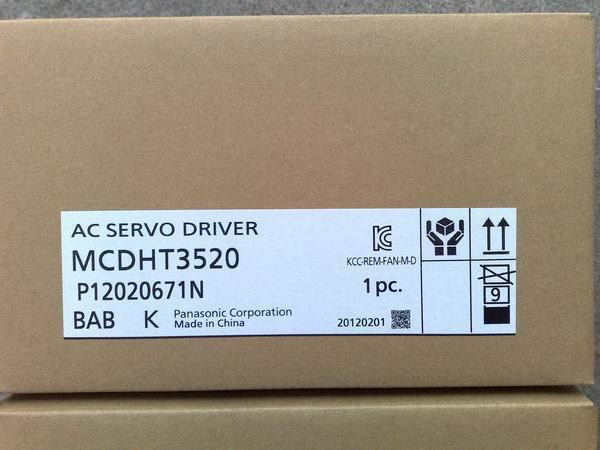 AC SERVO DRIVER
MCDHT3520
P12020671N
BAB K
Panasonic Corporation
Made in China
KCC-REM-FAN-M-D
1 pc.
20120201
9